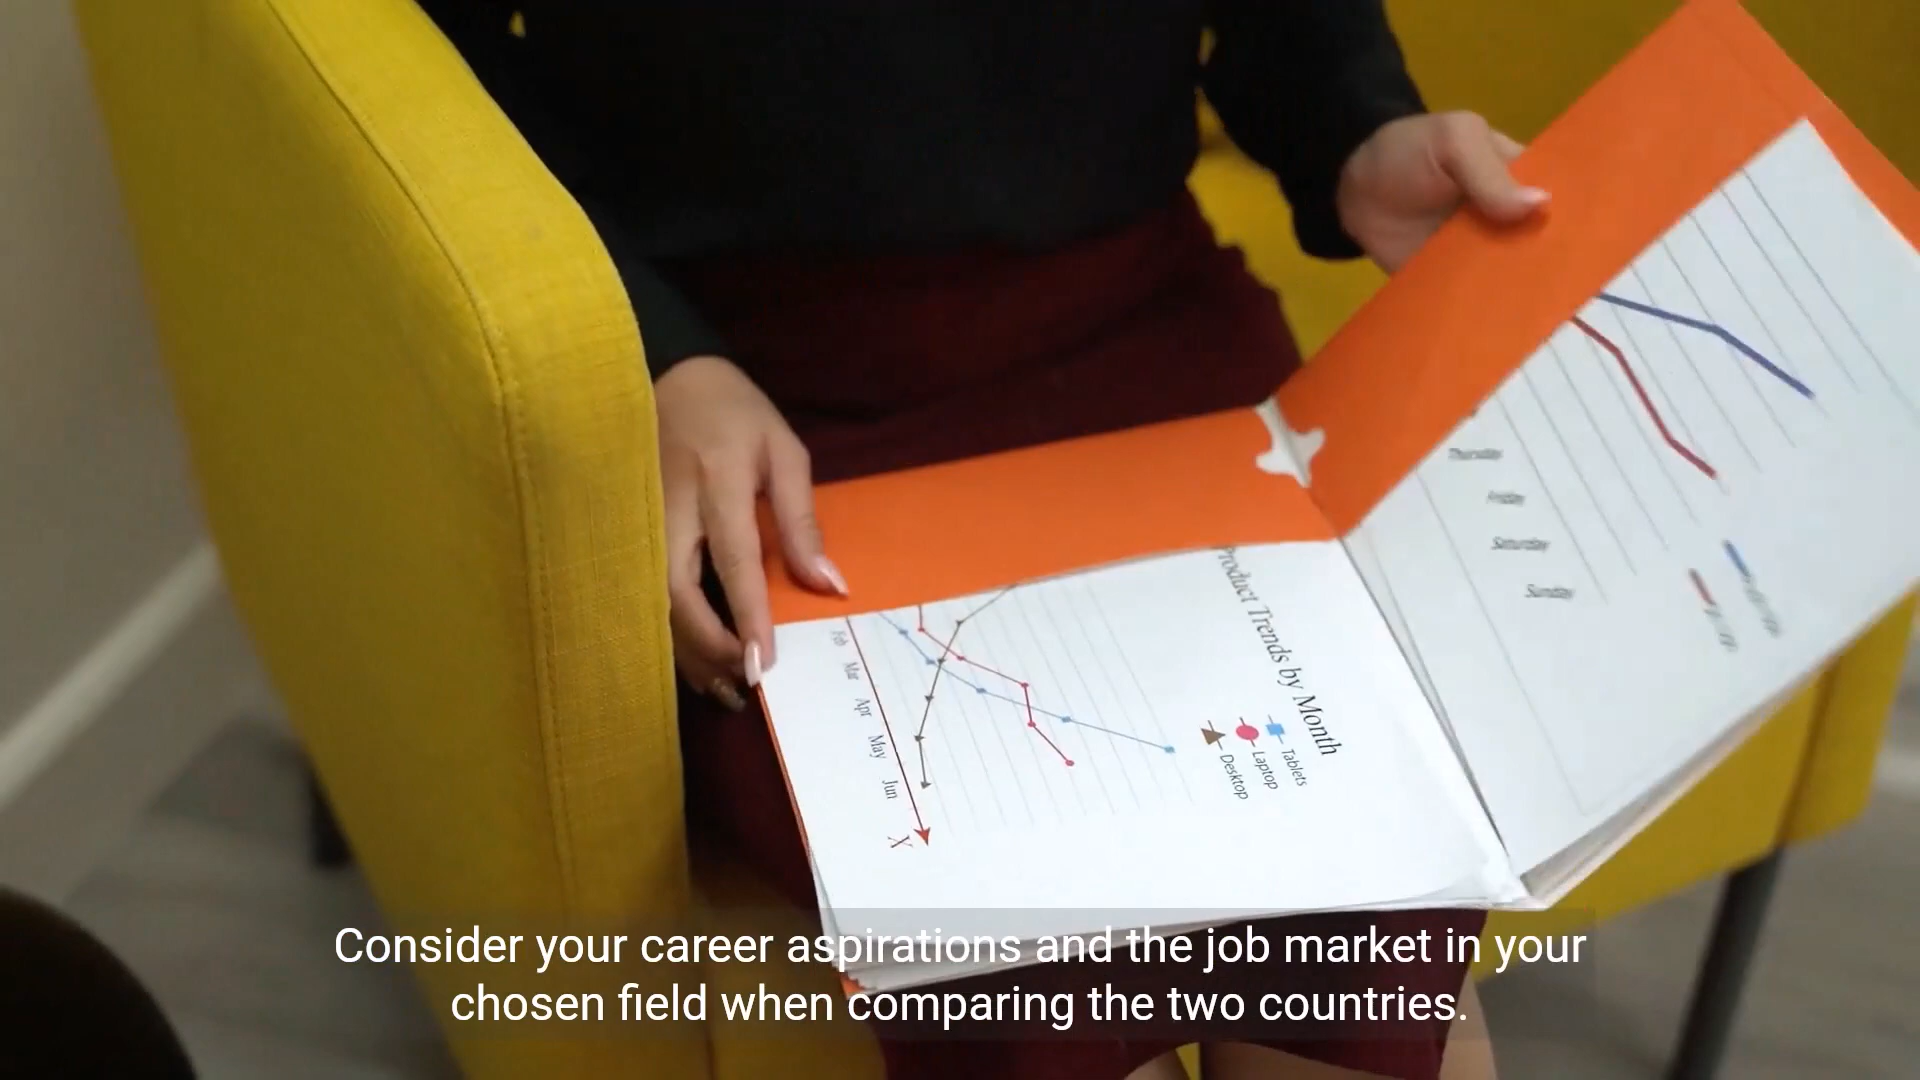 Thursday
Friday
Saturday
Sunday
Product Trends by Month
Tablets
Laptop
Desktop
Feb
Mar
Apr
May
Jun
X
Consider your career aspirations and the job market in your
chosen field when comparing the two countries.